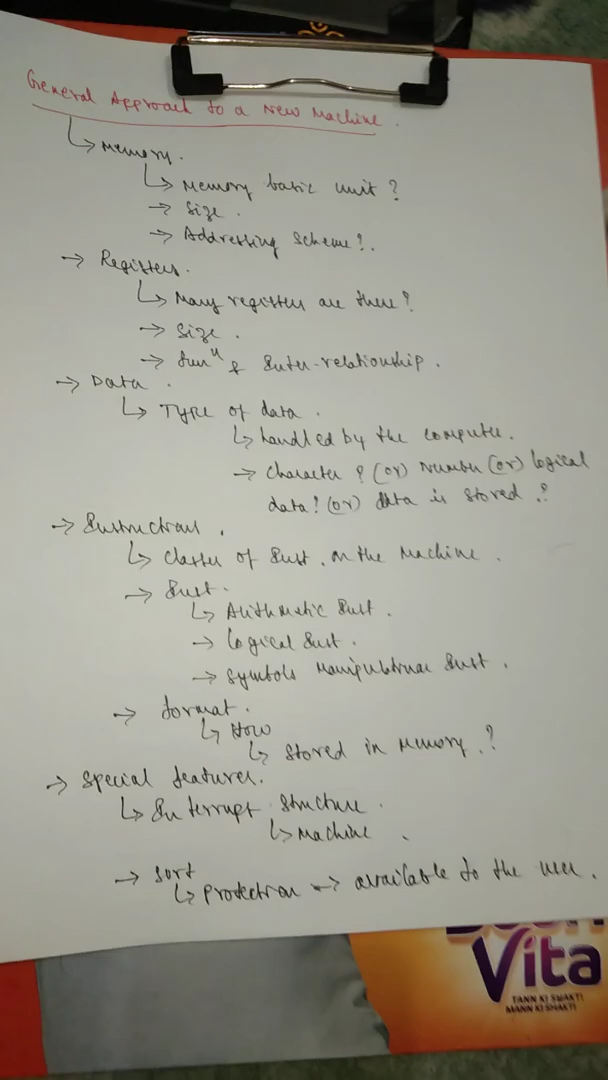 General Approach to a New Machine.
↳ Memory.
↳ Memory basic unit?
→ Size.
→ Addressing Scheme?.
→ Registers.
↳ Many registers are there?
→ Size.
→ funⁿ & Inter-relationship.
→ Data.
↳ Type of data.
↳ handled by the computer.
→ character? (or) Number (or) logical
data? (or) data is stored.?
→ Instructions.
↳ classes of Inst. on the Machine.
→ Inst.
↳ Arithmatic Inst.
→ Logical Inst.
→ Symbols Manipulation Inst.
→ format.
↳ How
↳ Stored in Memory.?
→ Special features.
↳ Interrupt Structure.
↳ Machine.
→ Sort
↳ protection → available to the user.
Vita
TANN KI SHAKTI
MANN KI SHAKTI